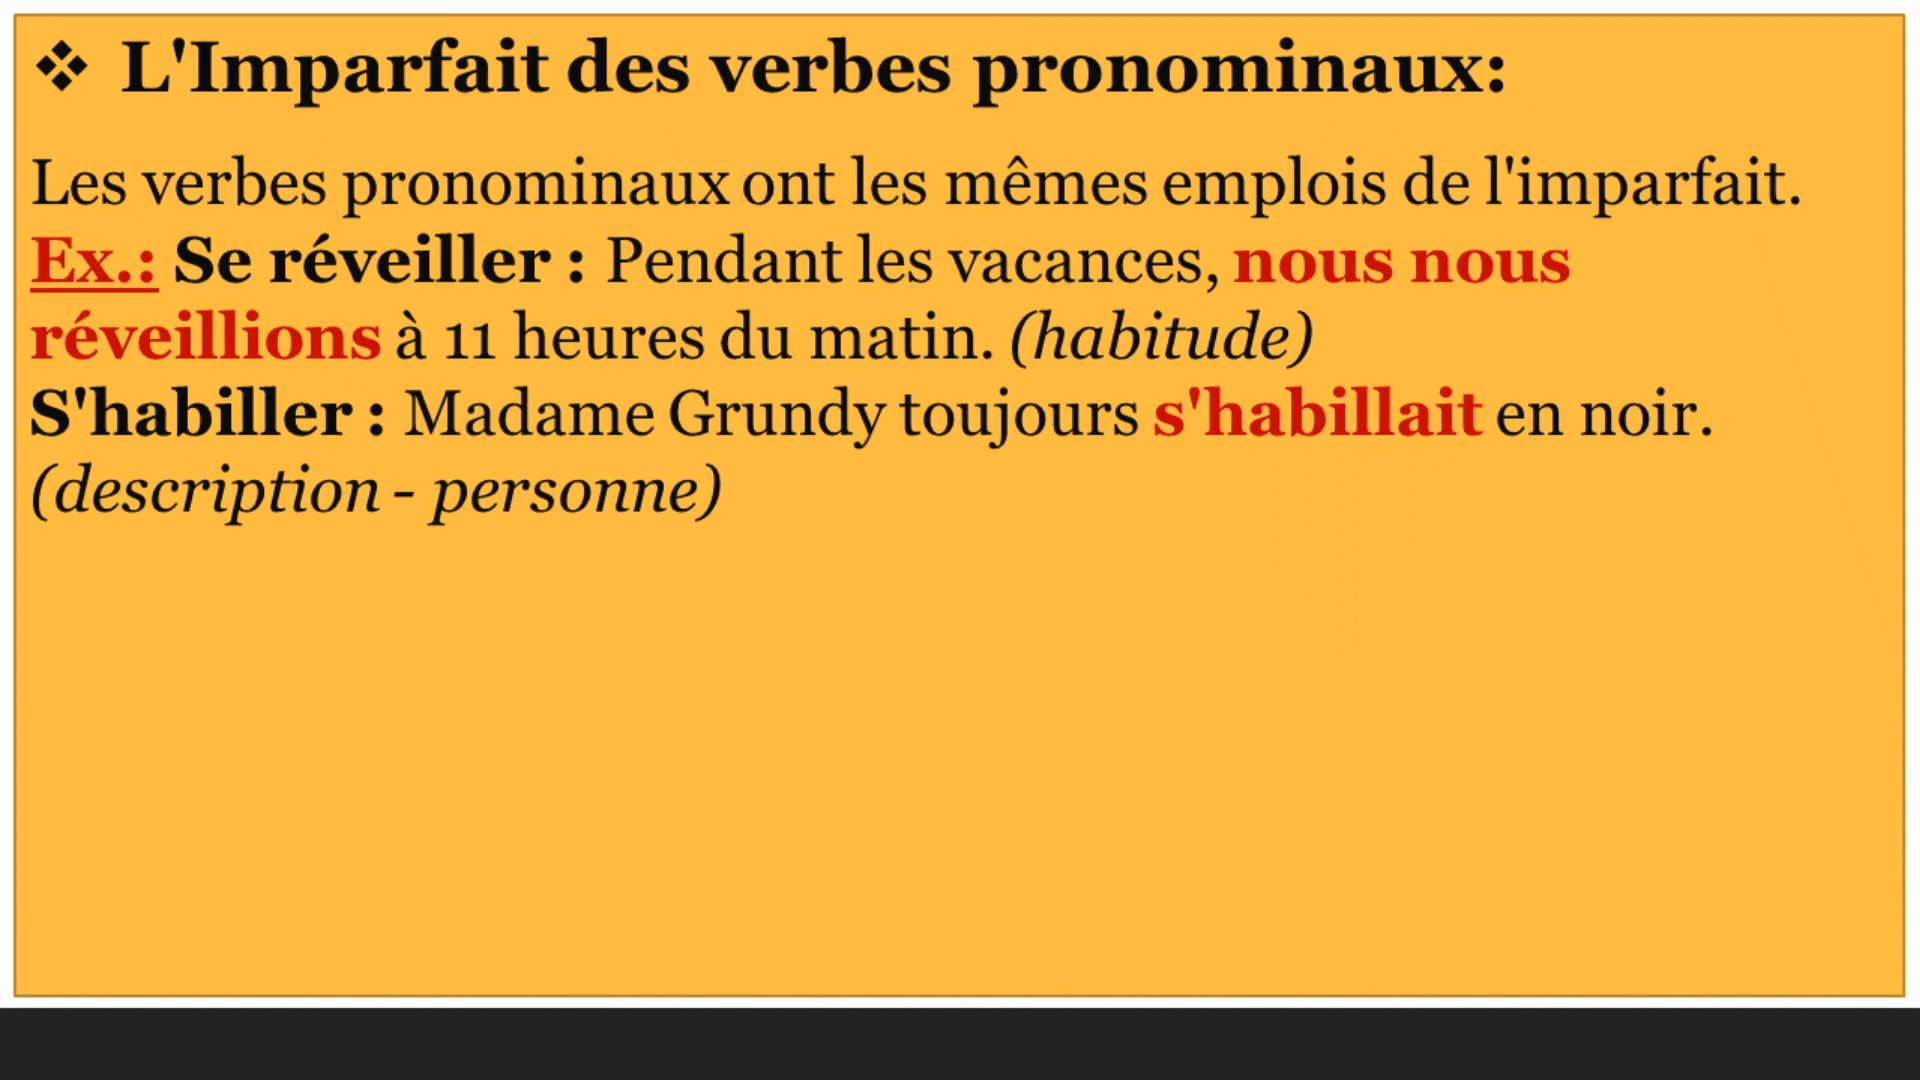 ❖ L'Imparfait des verbes pronominaux:
Les verbes pronominaux ont les mêmes emplois de l'imparfait.
Ex.: Se réveiller : Pendant les vacances, nous nous
réveillions à 11 heures du matin. (habitude)
S'habiller : Madame Grundy toujours s'habillait en noir.
(description - personne)